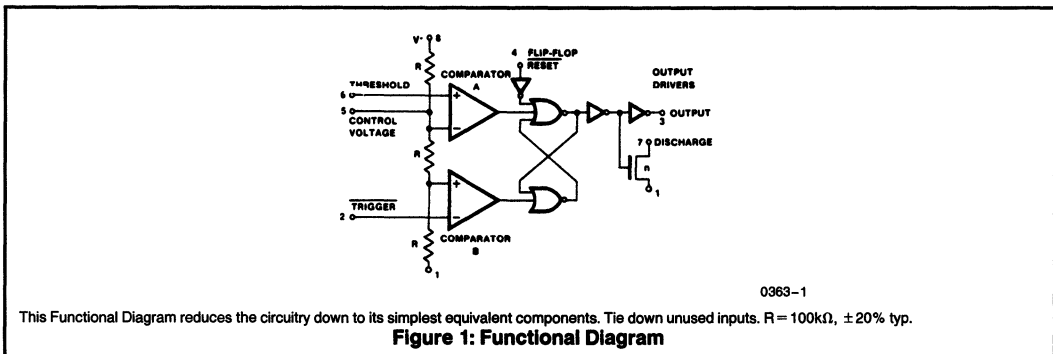 V⁻ 8
4 FLIP-FLOP
RESET
R
COMPARATOR
A
OUTPUT
DRIVERS
THRESHOLD
6
+
5
CONTROL
VOLTAGE
−
3 OUTPUT
7 DISCHARGE
R
n
1
+
TRIGGER
2
−
COMPARATOR
B
R
1
0363–1
This Functional Diagram reduces the circuitry down to its simplest equivalent components. Tie down unused inputs. R = 100kΩ, ±20% typ.
Figure 1: Functional Diagram